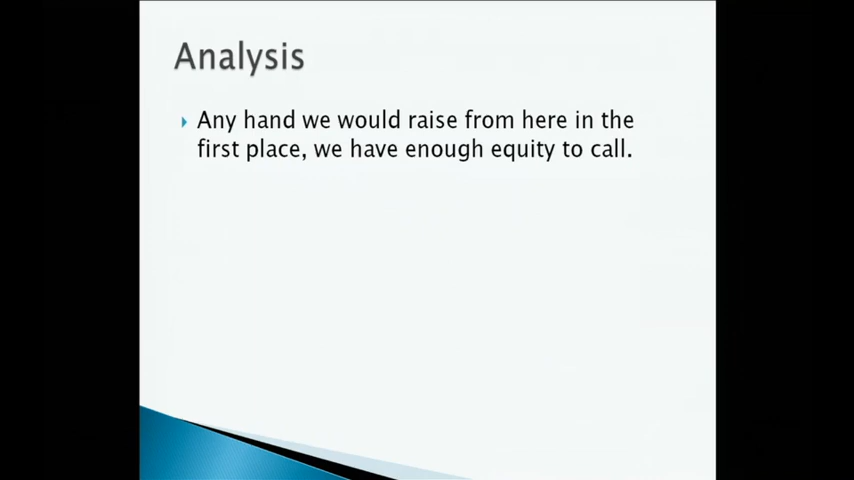 Analysis
Any hand we would raise from here in the
first place, we have enough equity to call.